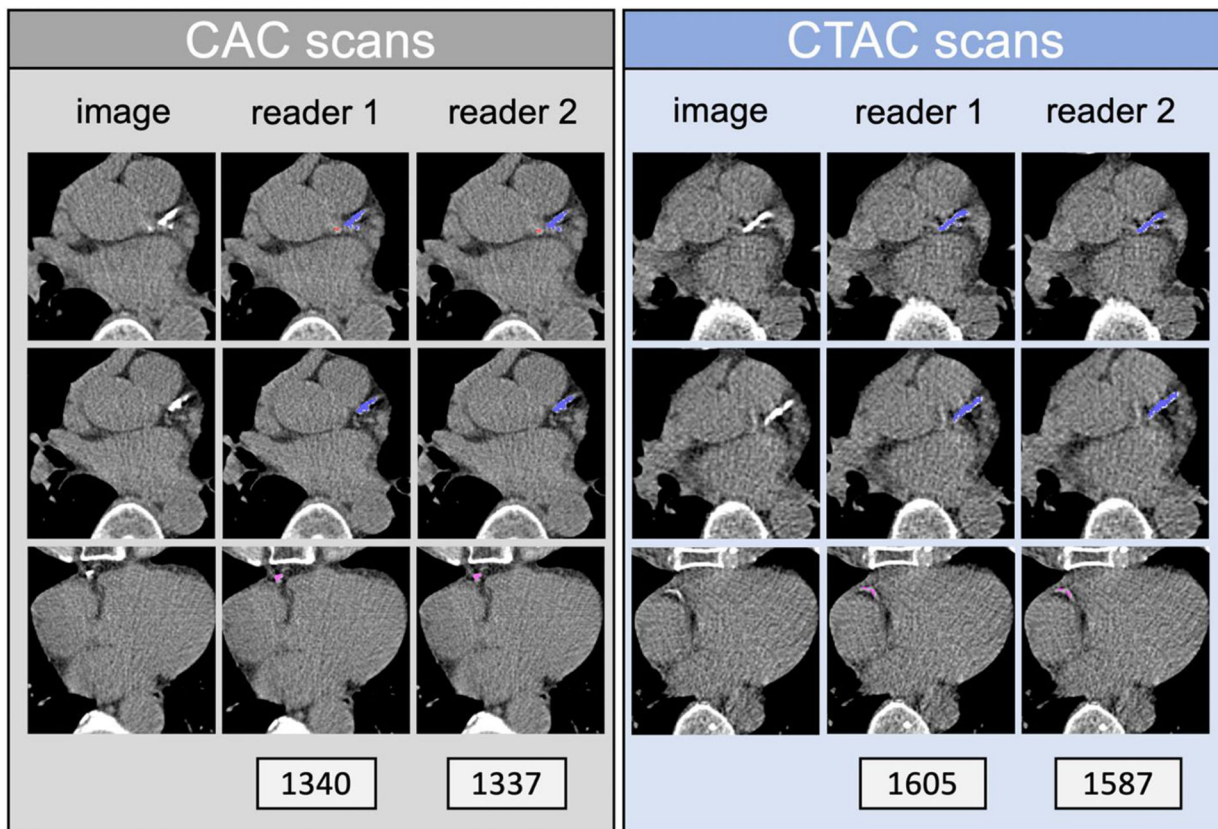 CAC scans
image reader 1 reader 2
1340 1337
CTAC scans
image reader 1 reader 2
1605 1587